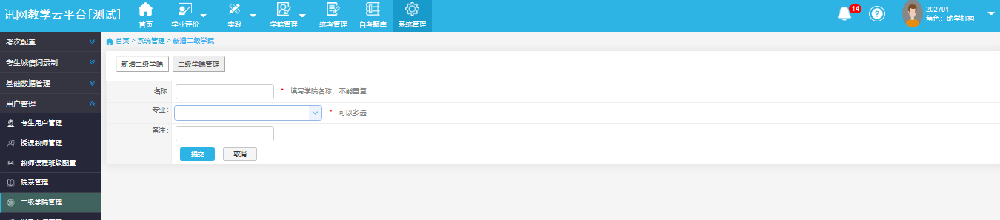 讯网教学云平台[测试]
首页
学业评价
实践
学籍管理
统考管理
自考题库
系统管理
14
202701
角色：助学机构
考次配置
考生诚信词录制
基础数据管理
用户管理
考生用户管理
授课教师管理
教师课程班级配置
院系管理
二级学院管理
首页 > 系统管理 > 新增二级学院
新增二级学院
二级学院管理
名称:
* 填写学院名称，不能重复
专业 :
* 可以多选
备注 :
提交
取消